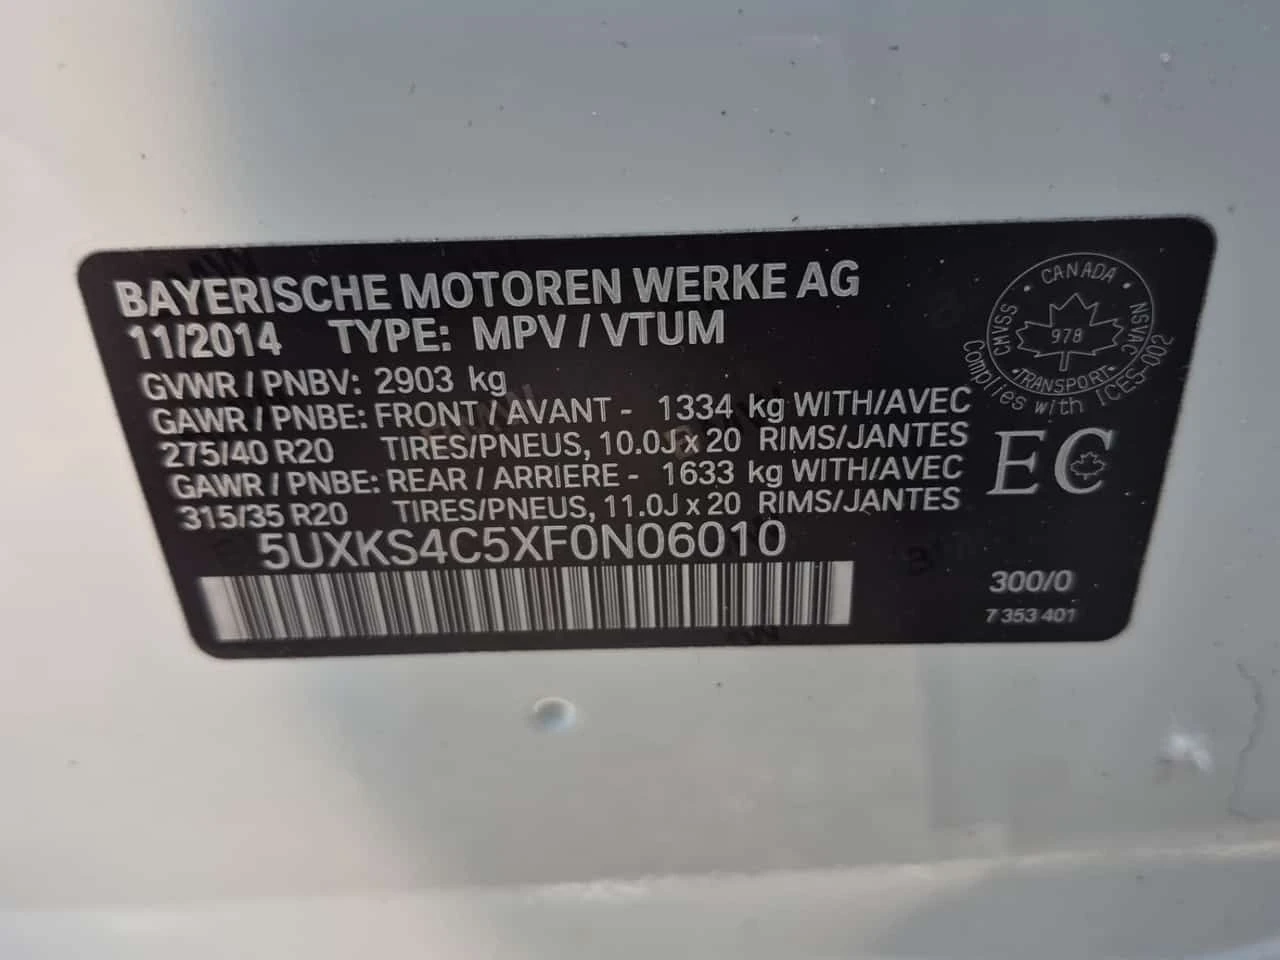 BAYERISCHE MOTOREN WERKE AG
11/2014 TYPE: MPV / VTUM
GVWR / PNBV: 2903 kg
GAWR / PNBE: FRONT / AVANT - 1334 kg WITH/AVEC
275/40 R20 TIRES/PNEUS, 10.0J x 20 RIMS/JANTES
GAWR / PNBE: REAR / ARRIERE - 1633 kg WITH/AVEC
315/35 R20 TIRES/PNEUS, 11.0J x 20 RIMS/JANTES
5UXKS4C5XF0N06010
CANADA
CMVSS
NSVAC
978
TRANSPORT
Complies with ICES-002
EC
300/0
7 353 401